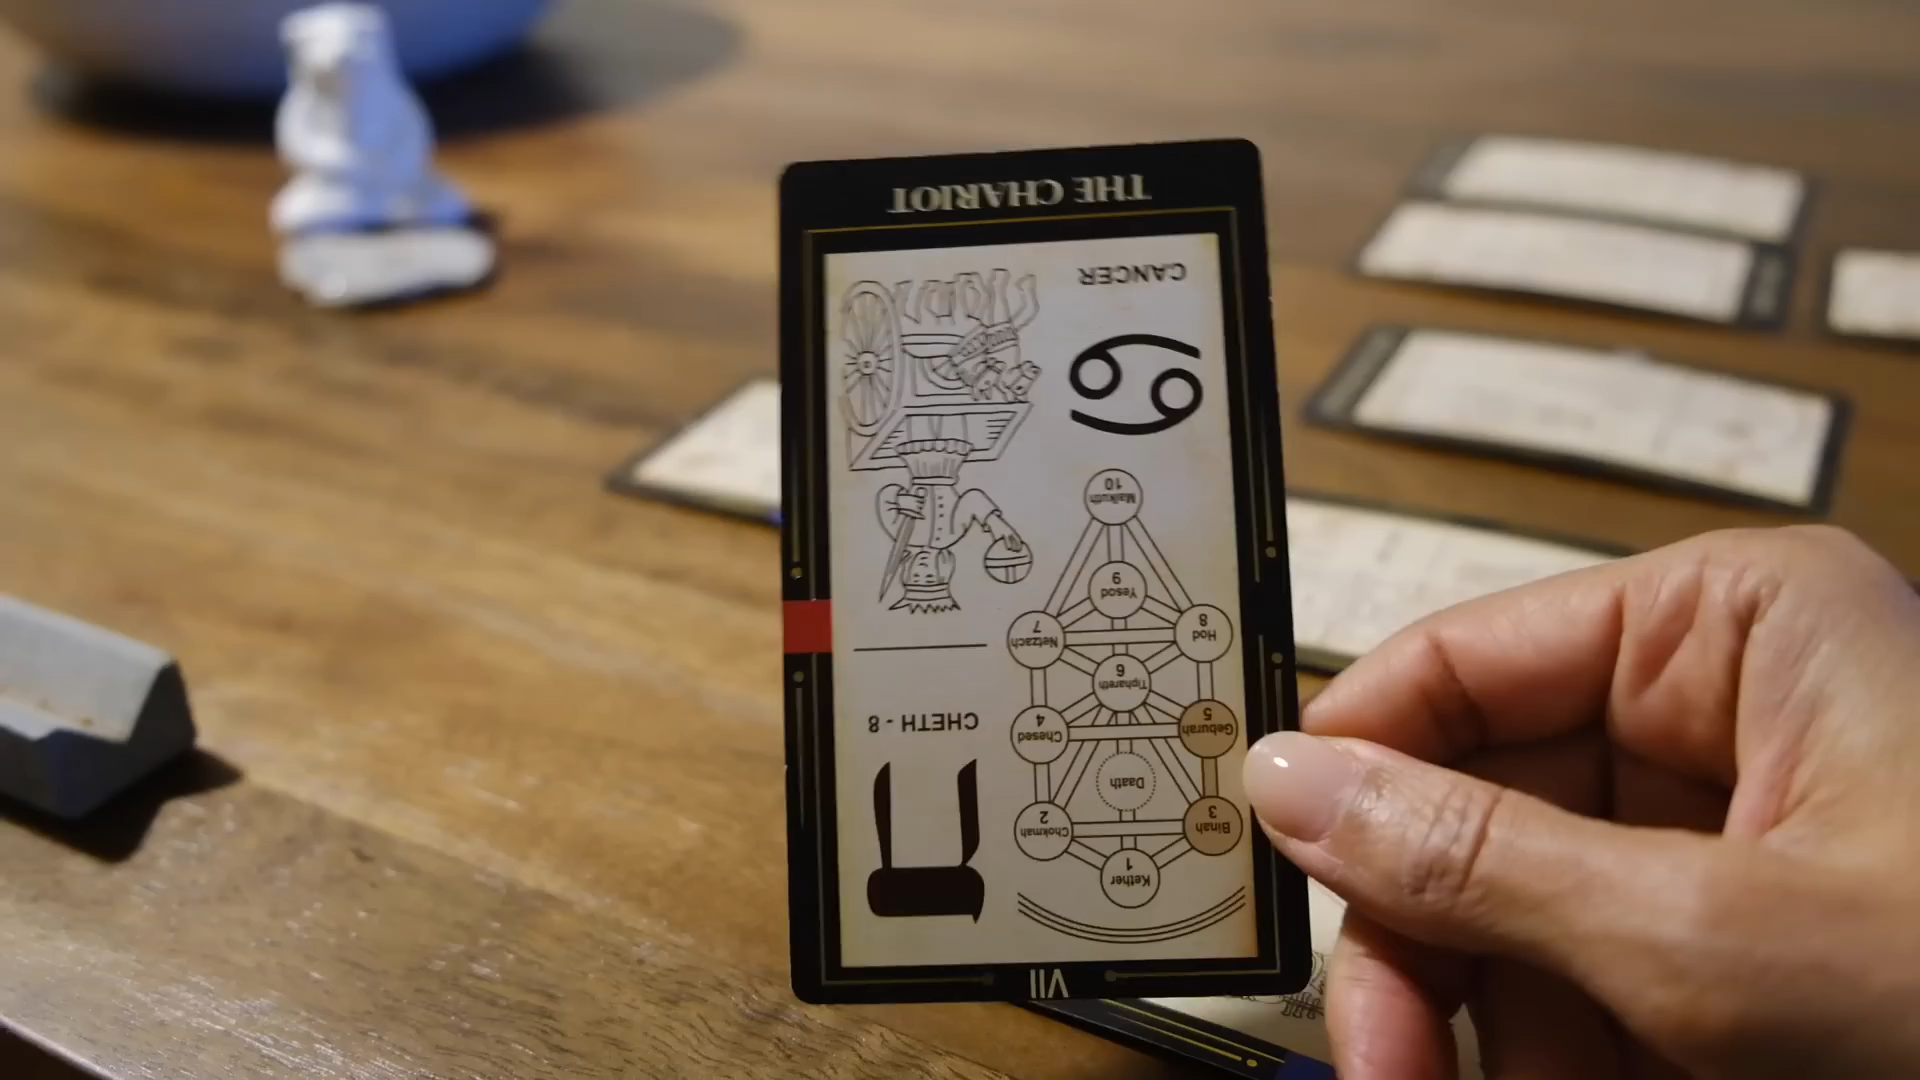 VII
Kether
1
Binah
3
Chokmah
2
Daath
Geburah
5
Chesed
4
Tiphareth
6
Hod
8
Netzach
7
Yesod
9
Malkuth
10
CANCER
ח
CHETH - 8
THE CHARIOT